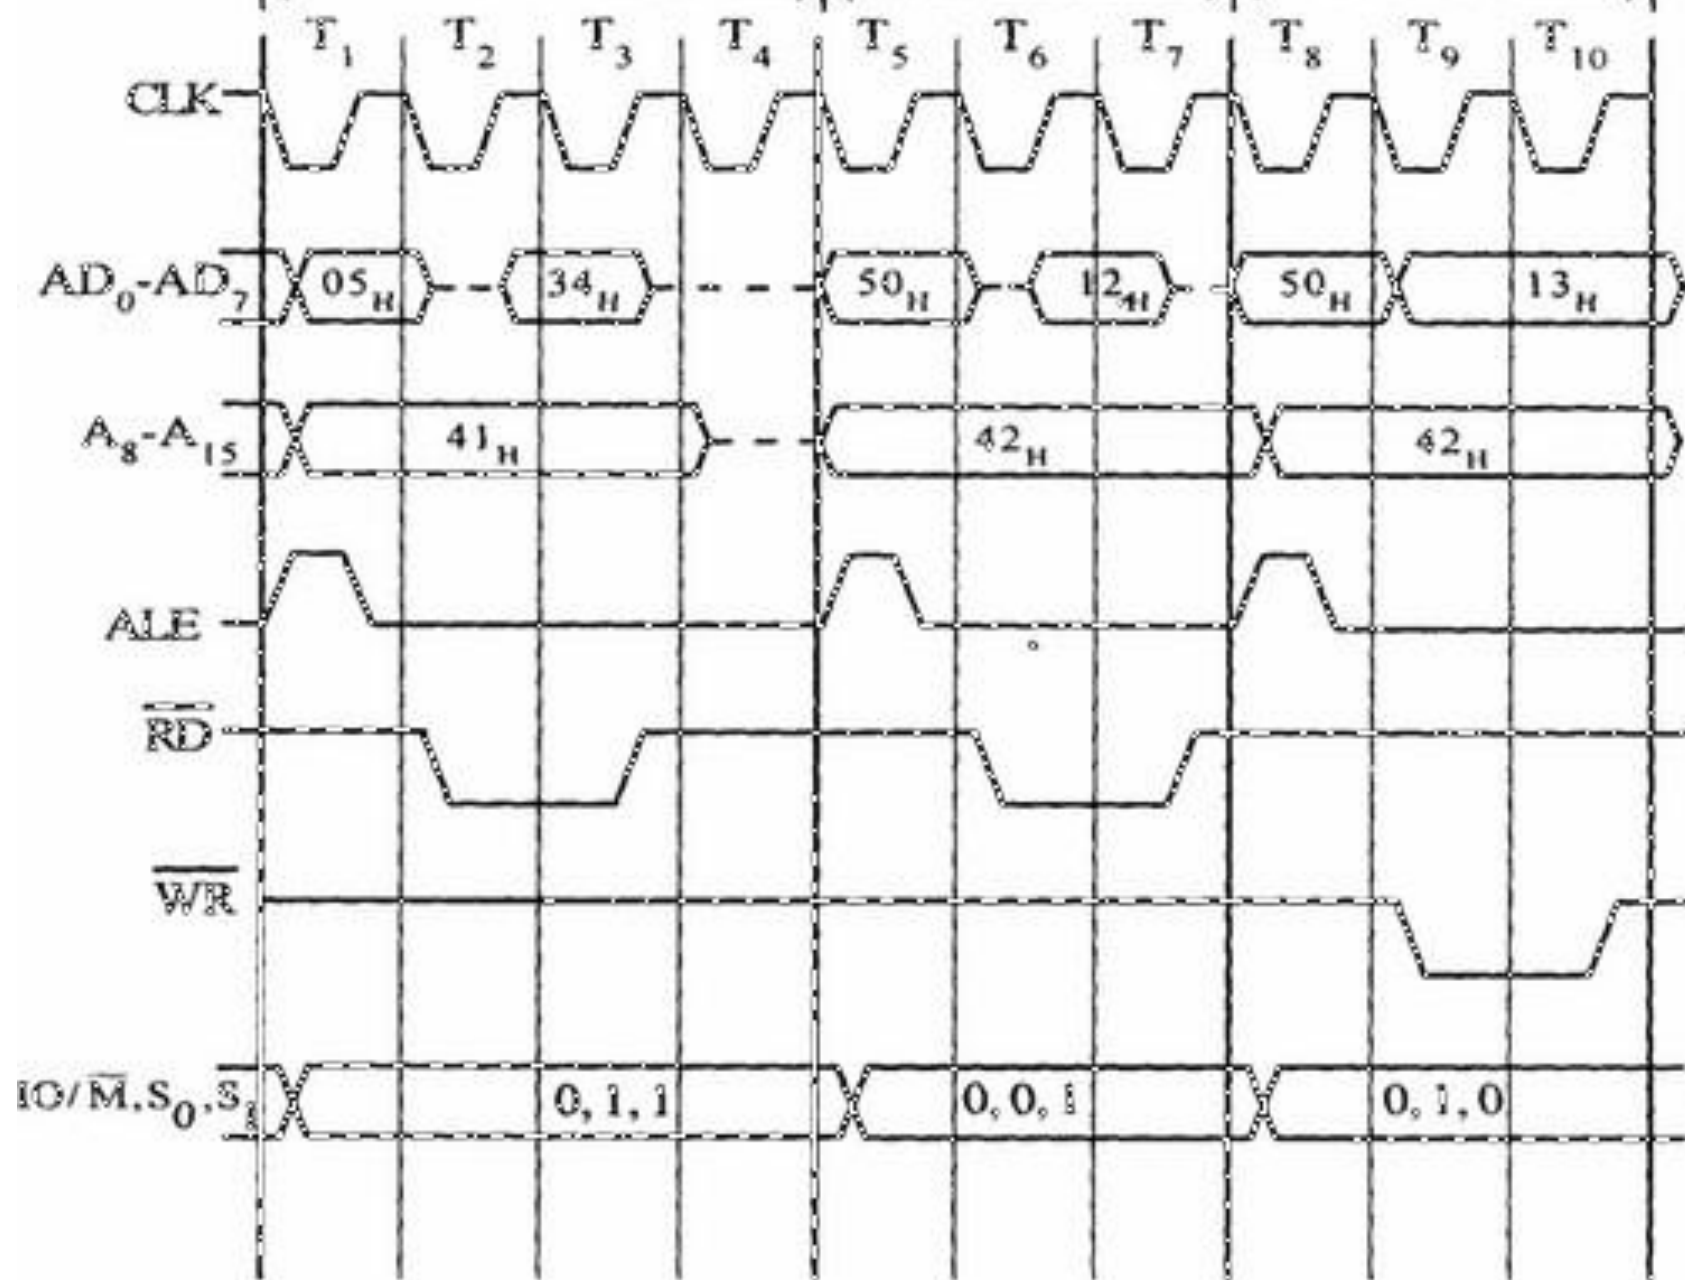 T1 T2 T3 T4 T5 T6 T7 T8 T9 T10
CLK
AD0-AD7 05H 34H 50H 12H 50H 13H
A8-A15 41H 42H 42H
ALE
RD
WR
IO/M,S0,S1 0,1,1 0,0,1 0,1,0